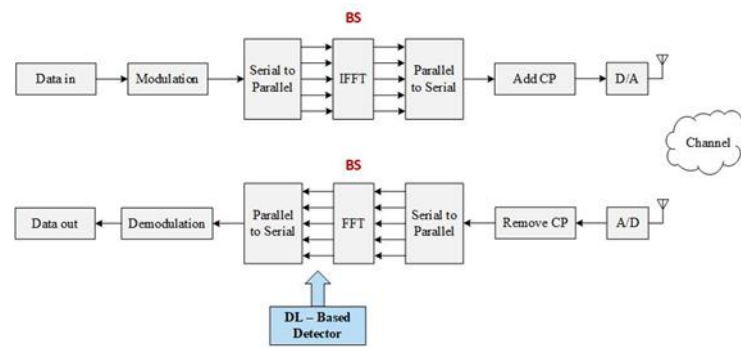 BS
Data in
Modulation
Serial to
Parallel
IFFT
Parallel
to Serial
Add CP
D/A
Channel
BS
Data out
Demodulation
Parallel
to Serial
FFT
Serial to
Parallel
Remove CP
A/D
DL – Based
Detector